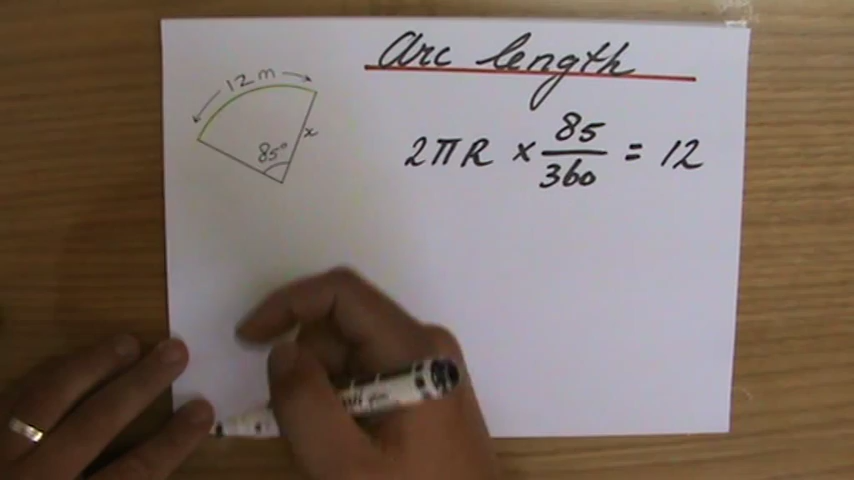 arc length
12 m
x
85°
2πR × 85/360 = 12